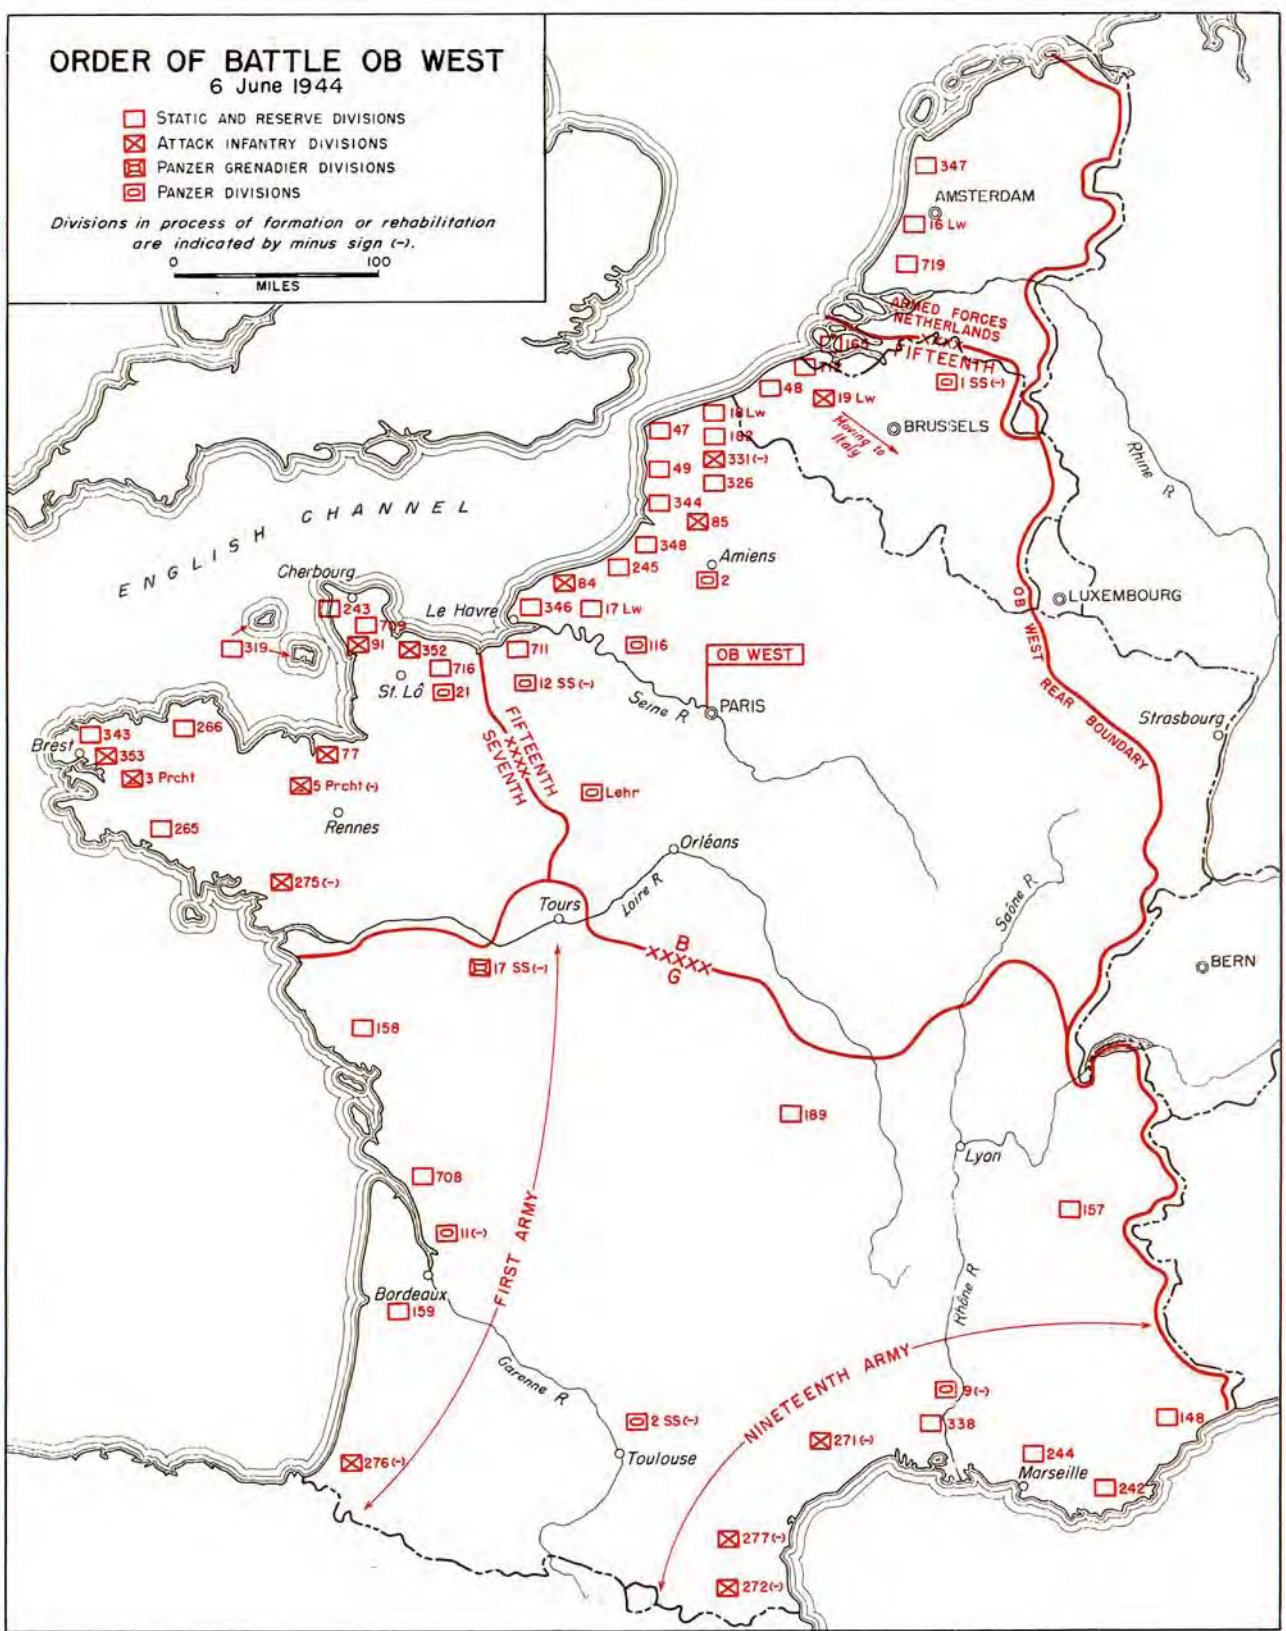 ORDER OF BATTLE OB WEST
6 June 1944
STATIC AND RESERVE DIVISIONS
ATTACK INFANTRY DIVISIONS
PANZER GRENADIER DIVISIONS
PANZER DIVISIONS
Divisions in process of formation or rehabilitation
are indicated by minus sign (-).
0 100
MILES
347
AMSTERDAM
16 Lw
719
ARMED FORCES
NETHERLANDS
XXXX
FIFTEENTH
165
712
1 SS (-)
48
19 Lw
Moving to
Italy
BRUSSELS
18 Lw
47
182
331(-)
49
326
344
85
348
245
Amiens
2
84
346
17 Lw
Le Havre
116
711
12 SS (-)
Rhine R
ENGLISH CHANNEL
Cherbourg
243
709
319
91
352
716
St. Lô
21
OB WEST
PARIS
Seine R
LUXEMBOURG
OB WEST REAR BOUNDARY
Strasbourg
343
266
Brest
353
3 Prcht
77
5 Prcht (-)
Rennes
265
275(-)
FIFTEENTH
XXXX
SEVENTH
Lehr
Orléans
Loire R
Tours
Saône R
B
XXXXX
G
BERN
17 SS (-)
158
189
Lyon
708
157
11(-)
Bordeaux
159
FIRST ARMY
Garonne R
Rhône R
NINETEENTH ARMY
9(-)
2 SS(-)
338
148
271(-)
276(-)
Toulouse
244
Marseille
242
277(-)
272(-)